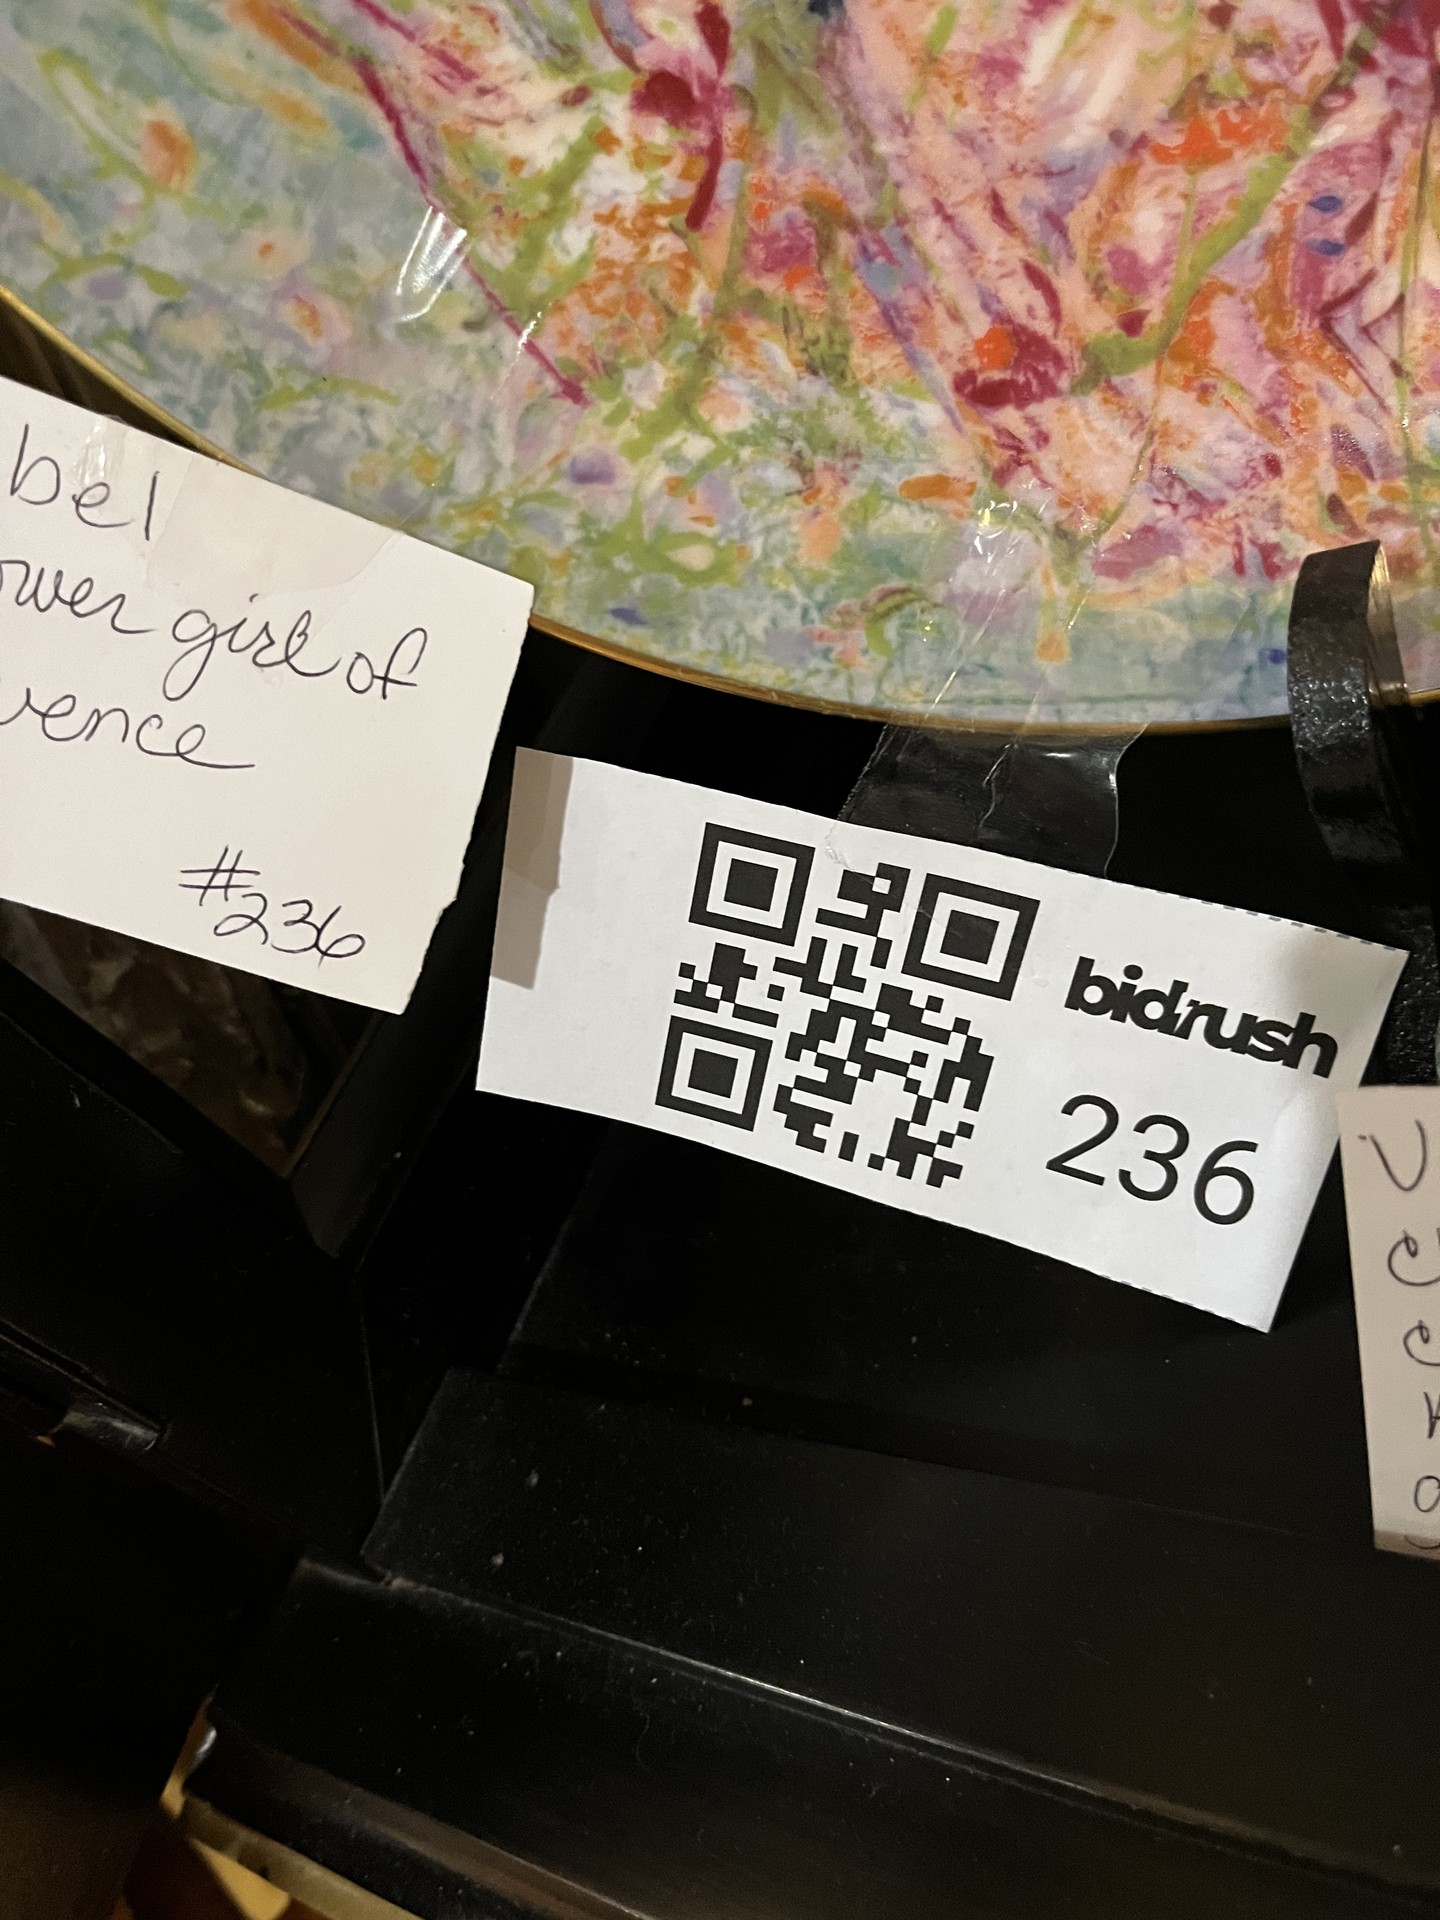 bel
ower girl of
vence
#236
bidrush
236